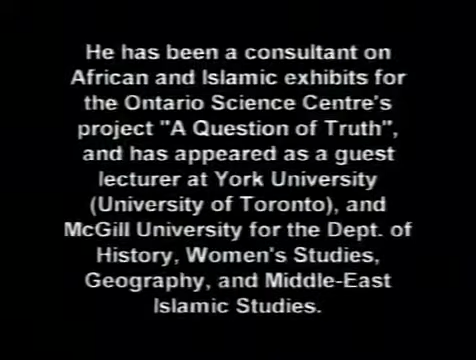 He has been a consultant on
African and Islamic exhibits for
the Ontario Science Centre's
project "A Question of Truth",
and has appeared as a guest
lecturer at York University
(University of Toronto), and
McGill University for the Dept. of
History, Women's Studies,
Geography, and Middle-East
Islamic Studies.